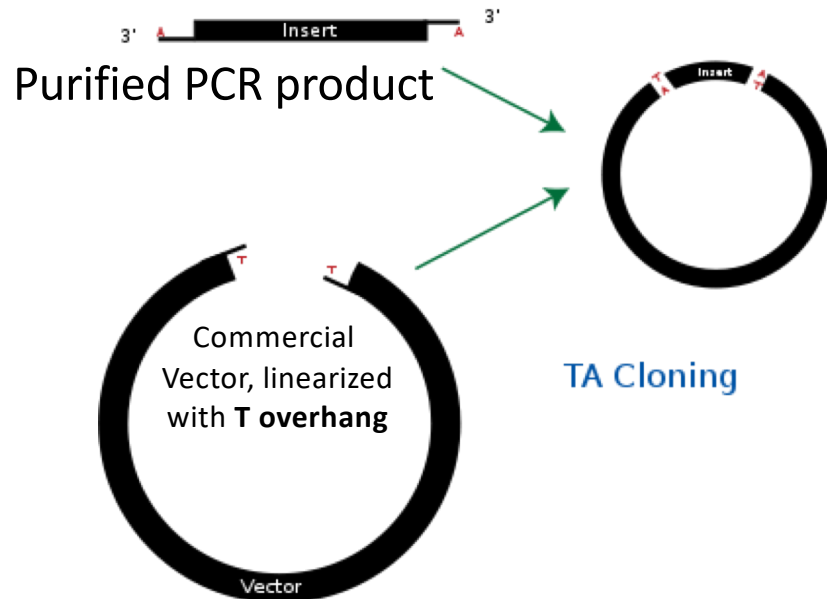 3' A Insert A 3'
Purified PCR product
T Insert A
A T
T T
Commercial
Vector, linearized
with T overhang
TA Cloning
Vector